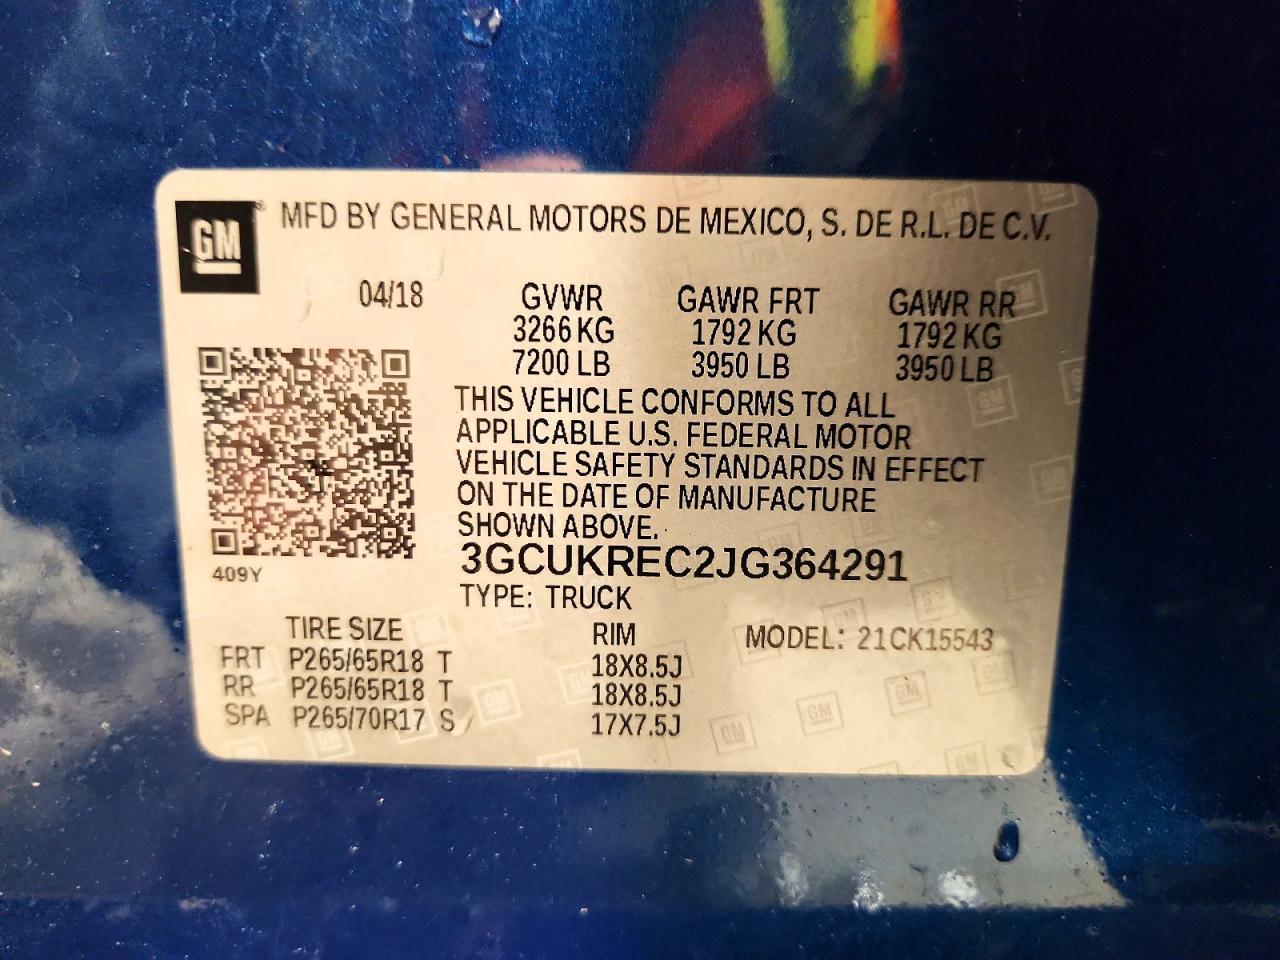 GM ® MFD BY GENERAL MOTORS DE MEXICO, S. DE R.L. DE C.V.
04/18 GVWR GAWR FRT GAWR RR
3266 KG 1792 KG 1792 KG
7200 LB 3950 LB 3950 LB
THIS VEHICLE CONFORMS TO ALL
APPLICABLE U.S. FEDERAL MOTOR
VEHICLE SAFETY STANDARDS IN EFFECT
ON THE DATE OF MANUFACTURE
SHOWN ABOVE.
3GCUKREC2JG364291
409Y
TYPE: TRUCK
TIRE SIZE RIM MODEL: 21CK15543
FRT P265/65R18 T 18X8.5J
RR P265/65R18 T 18X8.5J
SPA P265/70R17 S 17X7.5J